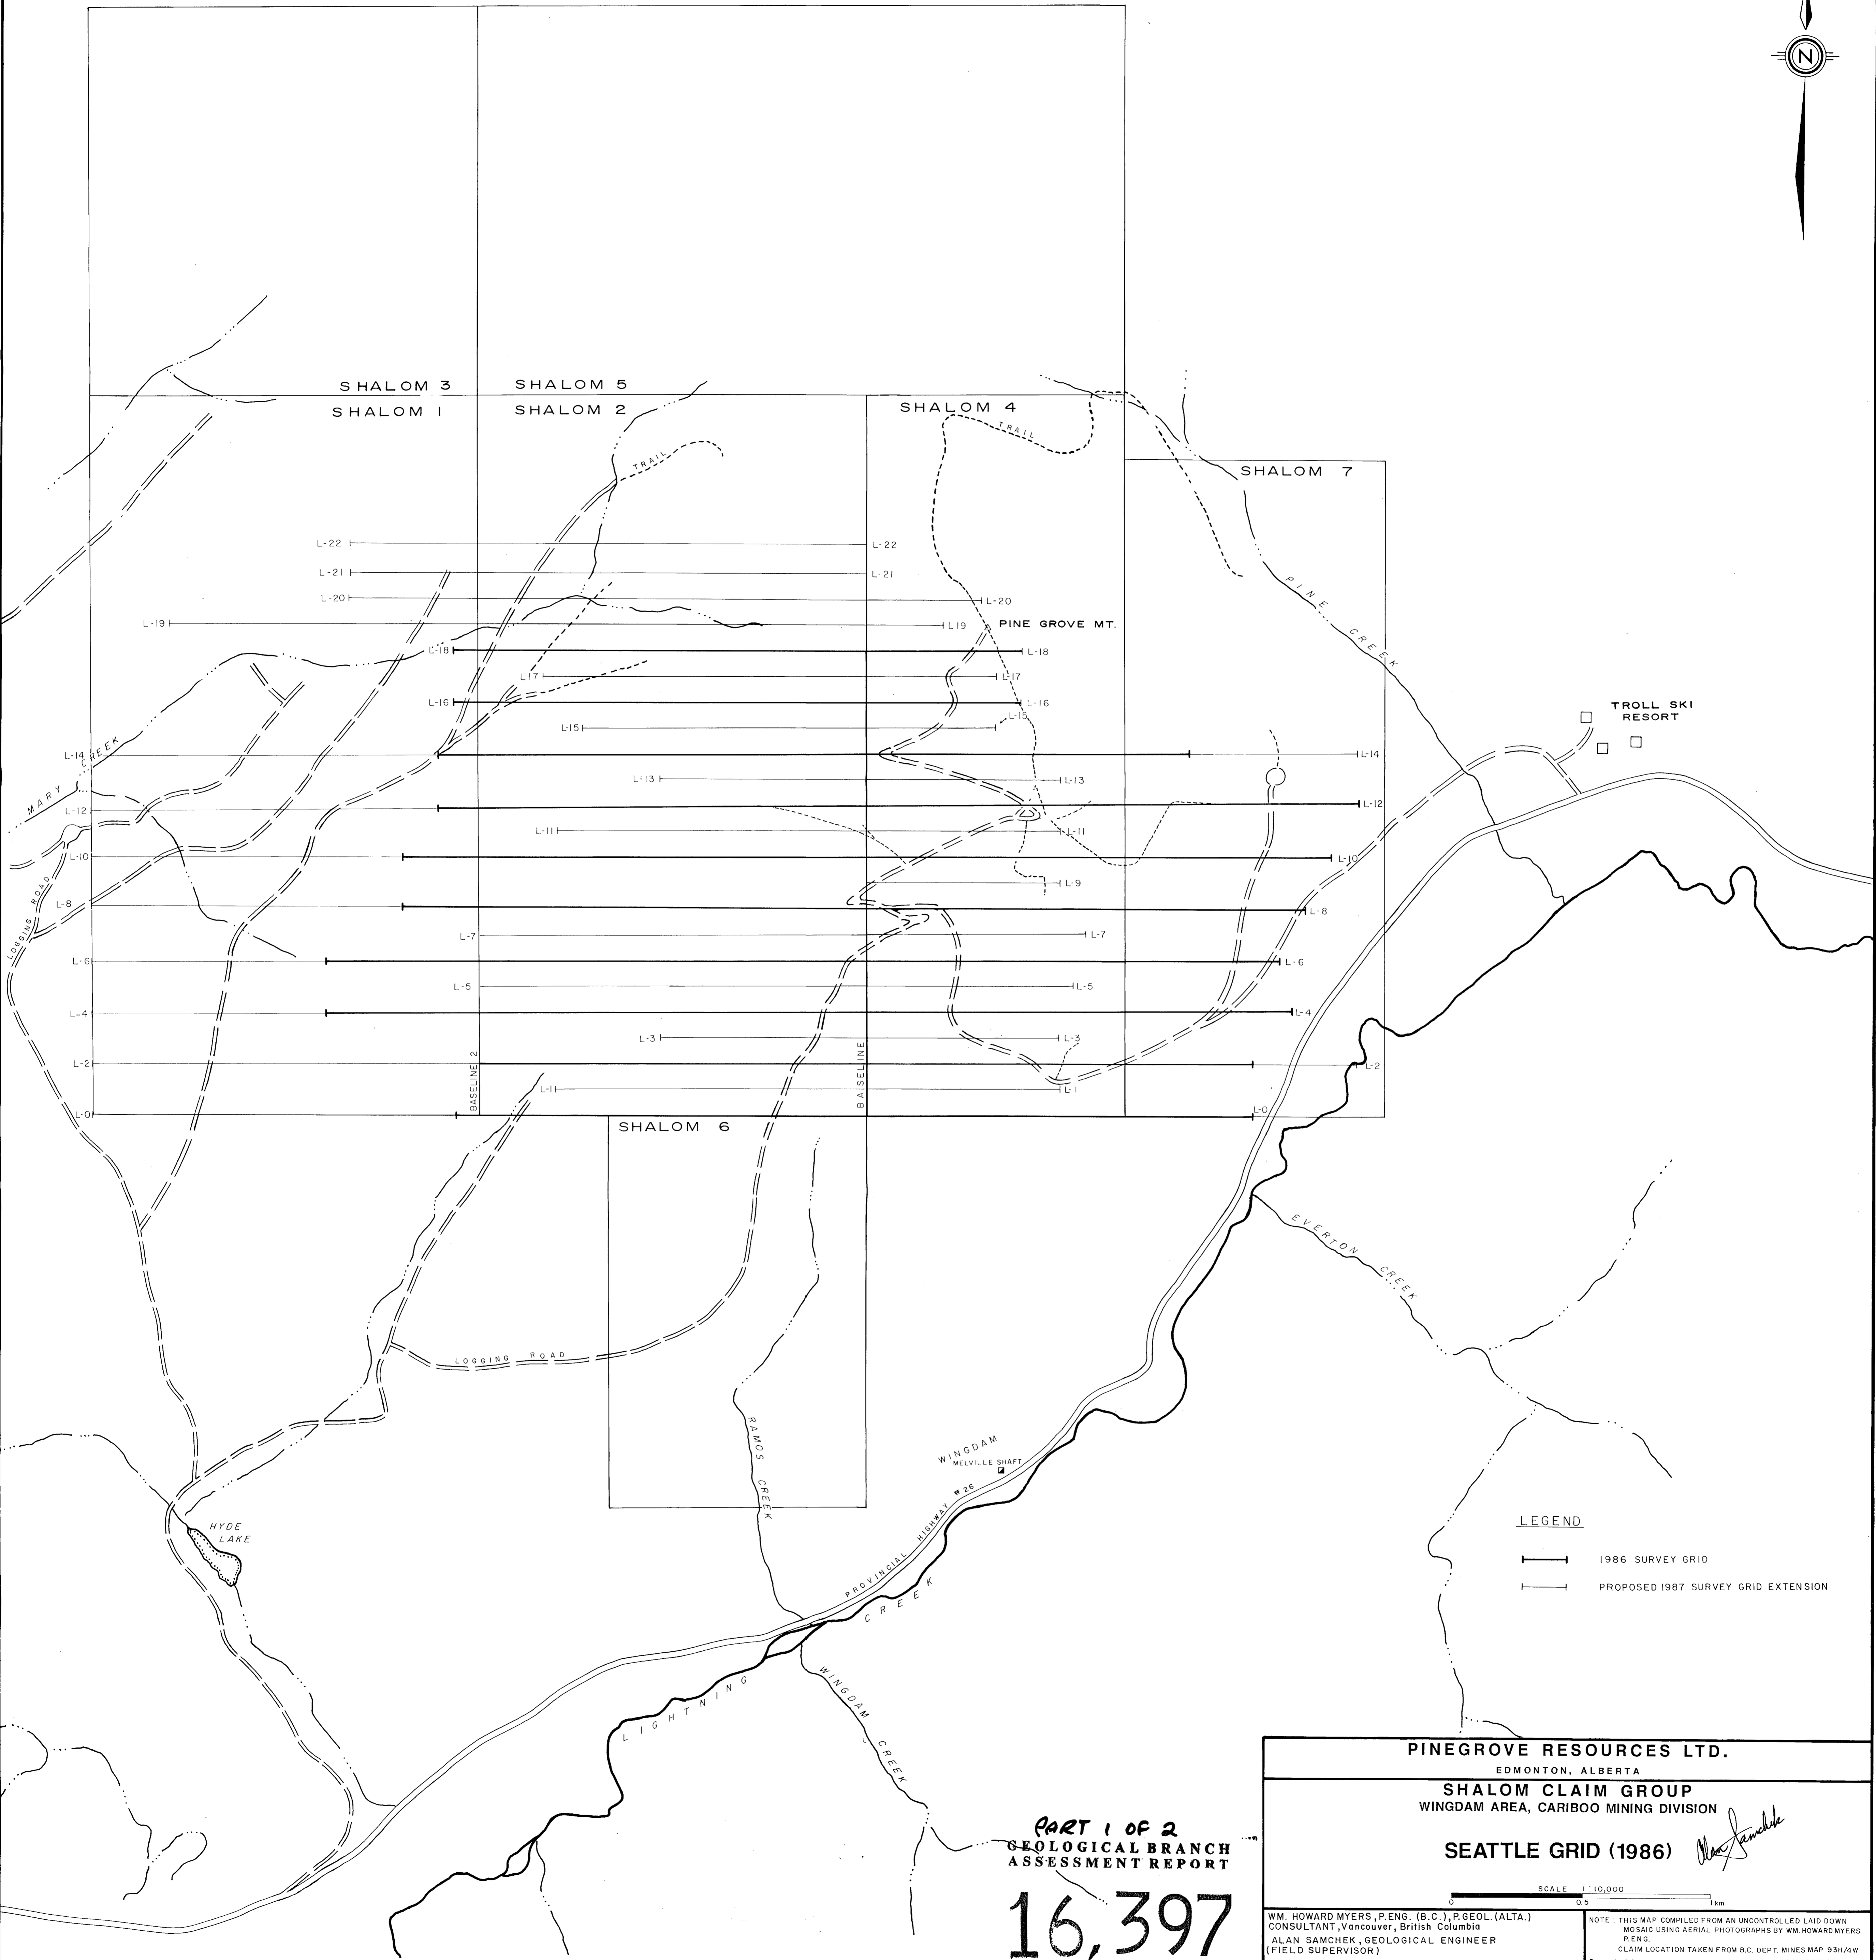 N
SHALOM 3
SHALOM 5
SHALOM 1
SHALOM 2
SHALOM 4
TRAIL
TRAIL
SHALOM 7
L-22
L-22
L-21
L-21
PINE CREEK
L-20
L-20
L-19
L19
PINE GROVE MT.
L-18
L-18
L17
L-17
L-16
L-16
TROLL SKI
RESORT
L-15
L-15
L-14
L-14
MARY CREEK
L-13
L-13
L-12
L-12
L-11
L-11
L-10
L-10
LOGGING ROAD
L-9
L-8
L-8
L-7
L-7
L-6
L-6
L-5
L-5
L-4
L-4
L-3
L-3
L-2
L-2
BASELINE 2
BASELINE
L-1
L-1
L-0
L-0
SHALOM 6
EVERTON CREEK
LOGGING ROAD
RAMOS CREEK
WINGDAM
MELVILLE SHAFT
PROVINCIAL HIGHWAY #26
HYDE
LAKE
LIGHTNING CREEK
WINGDAM CREEK
LEGEND
1986 SURVEY GRID
PROPOSED 1987 SURVEY GRID EXTENSION
PART 1 OF 2
GEOLOGICAL BRANCH
ASSESSMENT REPORT
16,397
PINEGROVE RESOURCES LTD.
EDMONTON, ALBERTA
SHALOM CLAIM GROUP
WINGDAM AREA, CARIBOO MINING DIVISION
SEATTLE GRID (1986)
Alan Samchek
SCALE 1:10,000
0 0.5 1 km
WM. HOWARD MYERS, P.ENG. (B.C.), P.GEOL. (ALTA.)
CONSULTANT, Vancouver, British Columbia
ALAN SAMCHEK, GEOLOGICAL ENGINEER
(FIELD SUPERVISOR)
NOTE : THIS MAP COMPILED FROM AN UNCONTROLLED LAID DOWN
MOSAIC USING AERIAL PHOTOGRAPHS BY WM. HOWARD MYERS
P.ENG.
CLAIM LOCATION TAKEN FROM B.C. DEPT. MINES MAP 93H/4W